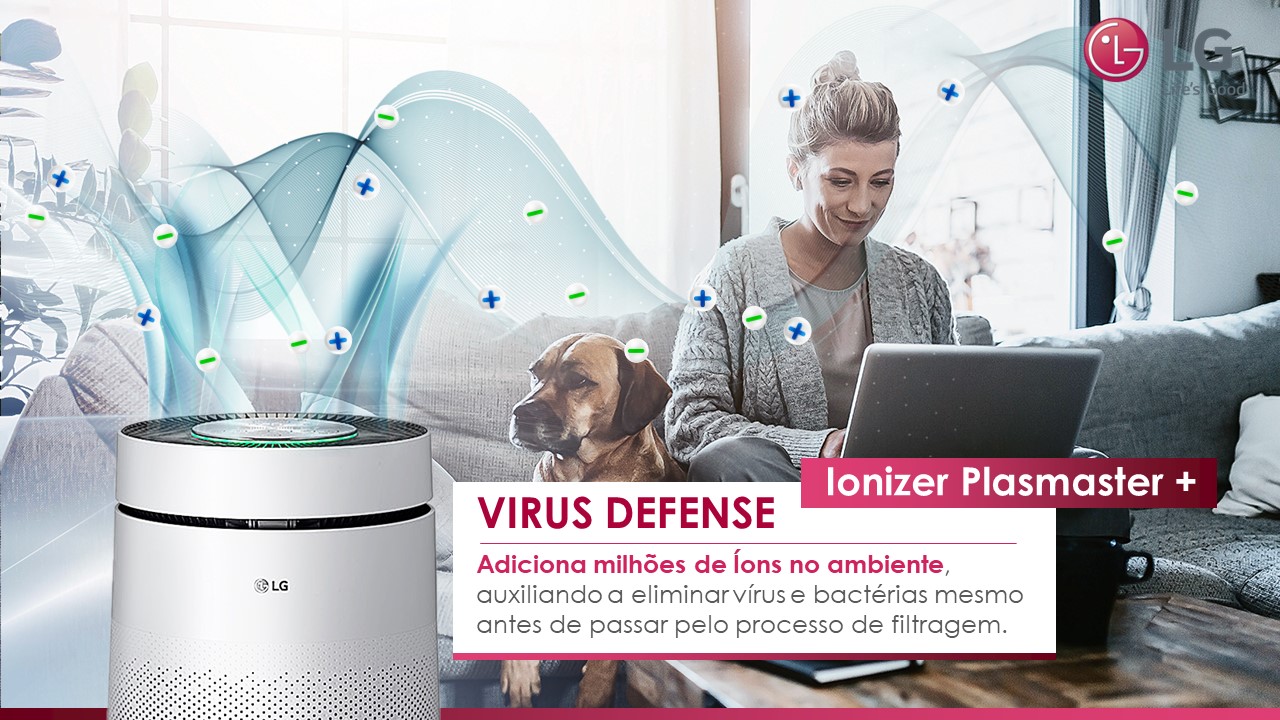 LG
Life's Good
Ionizer Plasmaster +
VIRUS DEFENSE
Adiciona milhões de Íons no ambiente,
auxiliando a eliminar vírus e bactérias mesmo
antes de passar pelo processo de filtragem.
LG